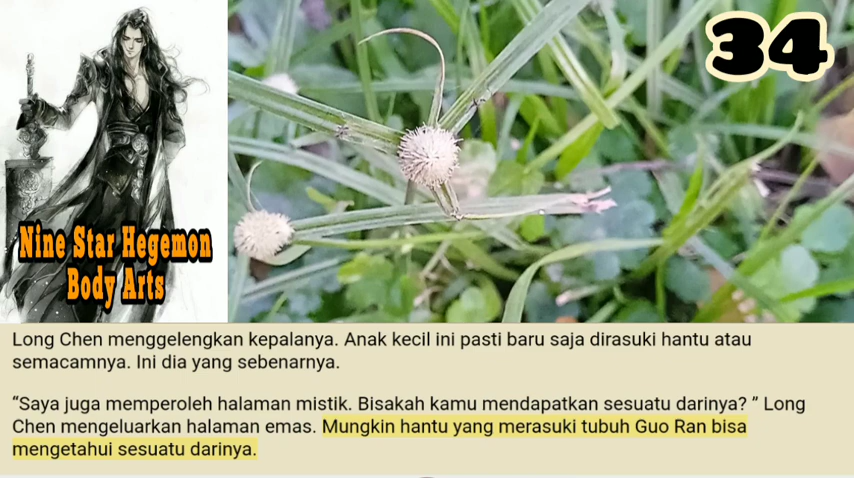 34
Nine Star Hegemon
Body Arts
Long Chen menggelengkan kepalanya. Anak kecil ini pasti baru saja dirasuki hantu atau
semacamnya. Ini dia yang sebenarnya.
“Saya juga memperoleh halaman mistik. Bisakah kamu mendapatkan sesuatu darinya? ” Long
Chen mengeluarkan halaman emas. Mungkin hantu yang merasuki tubuh Guo Ran bisa
mengetahui sesuatu darinya.